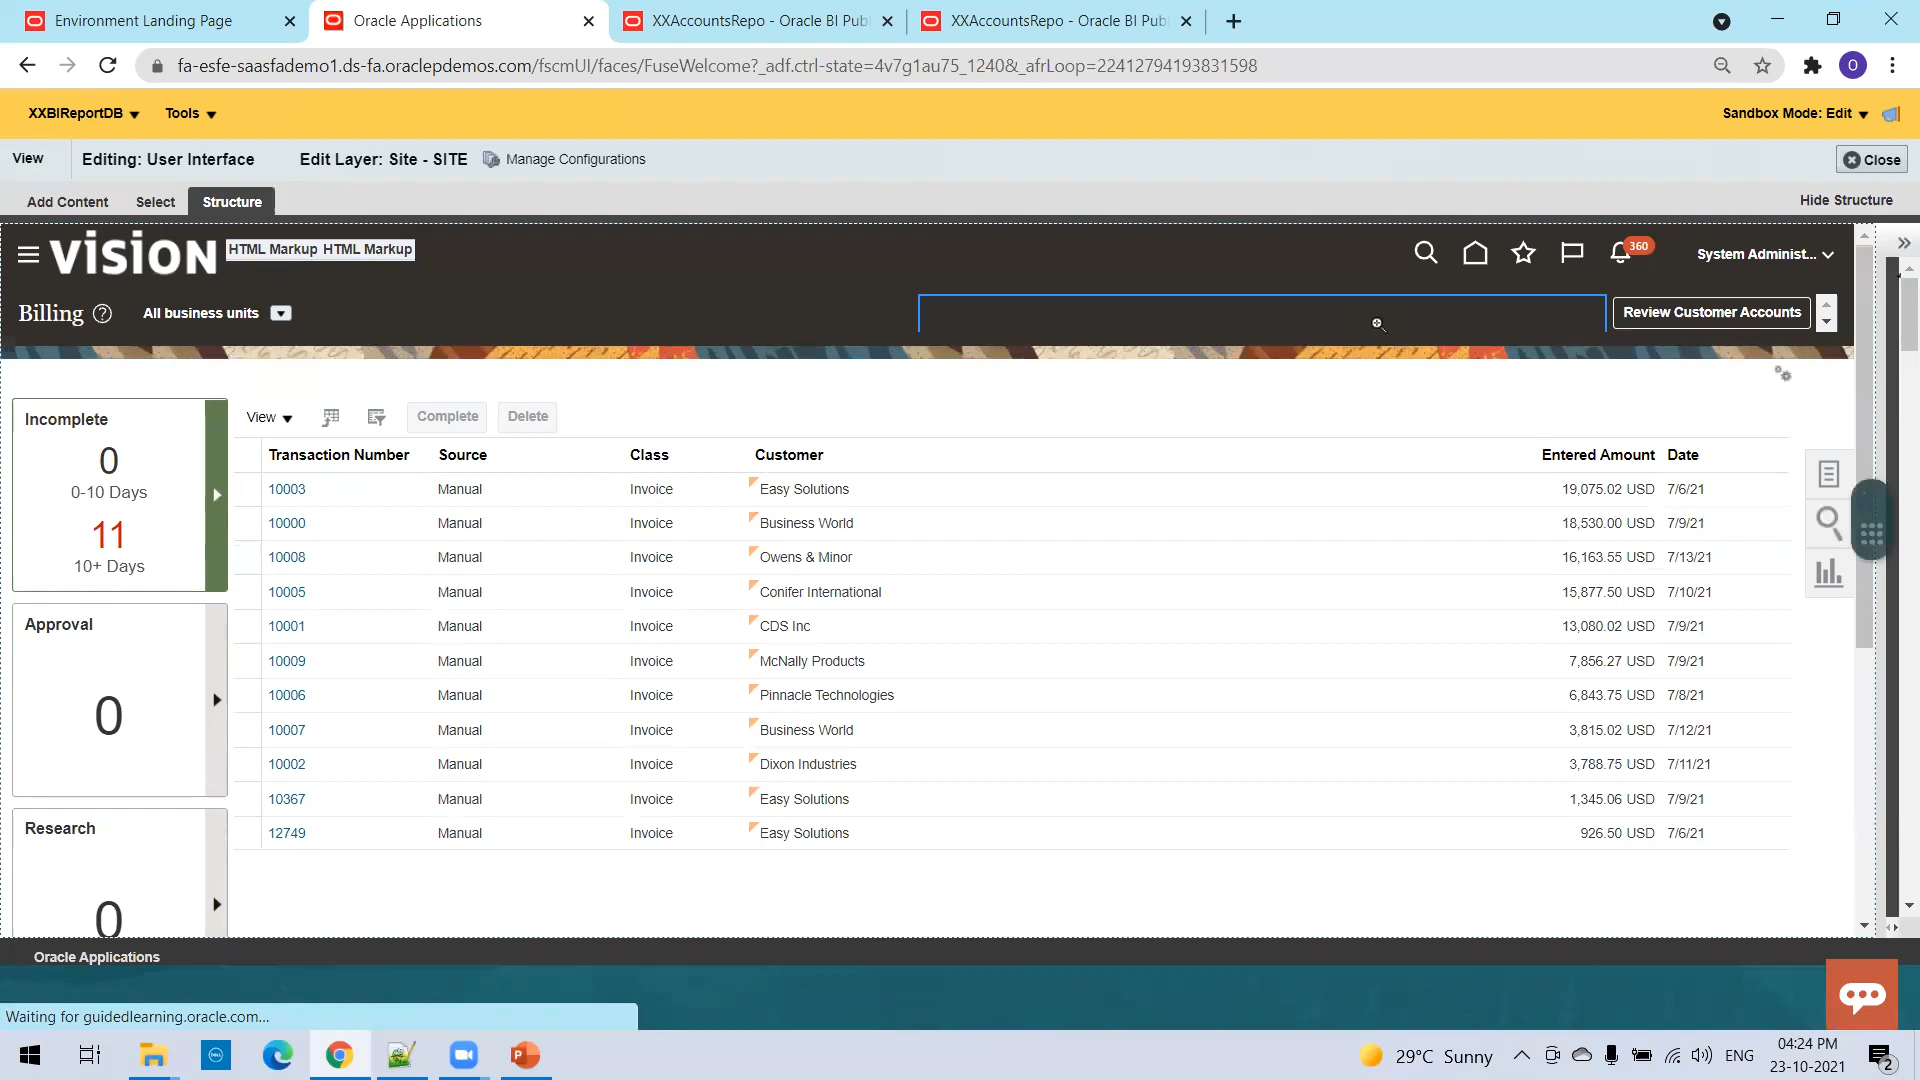 Environment Landing Page
Oracle Applications
XXAccountsRepo - Oracle BI Pub
XXAccountsRepo - Oracle BI Publ
fa-esfe-saasfademo1.ds-fa.oraclepdemos.com/fscmUI/faces/FuseWelcome?_adf.ctrl-state=4v7g1au75_1240&_afrLoop=22412794193831598
O
XXBIReportDB
Tools
Sandbox Mode: Edit
View
Editing: User Interface
Edit Layer: Site - SITE
Manage Configurations
Close
Add Content
Select
Structure
Hide Structure
VISION
HTML Markup HTML Markup
360
System Administ...
Billing
All business units
Review Customer Accounts
Incomplete
0
0-10 Days
11
10+ Days
Approval
0
Research
0
View
Complete
Delete
Transaction Number Source Class Customer Entered Amount Date
10003 Manual Invoice Easy Solutions 19,075.02 USD 7/6/21
10000 Manual Invoice Business World 18,530.00 USD 7/9/21
10008 Manual Invoice Owens & Minor 16,163.55 USD 7/13/21
10005 Manual Invoice Conifer International 15,877.50 USD 7/10/21
10001 Manual Invoice CDS Inc 13,080.02 USD 7/9/21
10009 Manual Invoice McNally Products 7,856.27 USD 7/9/21
10006 Manual Invoice Pinnacle Technologies 6,843.75 USD 7/8/21
10007 Manual Invoice Business World 3,815.02 USD 7/12/21
10002 Manual Invoice Dixon Industries 3,788.75 USD 7/11/21
10367 Manual Invoice Easy Solutions 1,345.06 USD 7/9/21
12749 Manual Invoice Easy Solutions 926.50 USD 7/6/21
Oracle Applications
Waiting for guidedlearning.oracle.com...
29°C Sunny
ENG
04:24 PM
23-10-2021
2